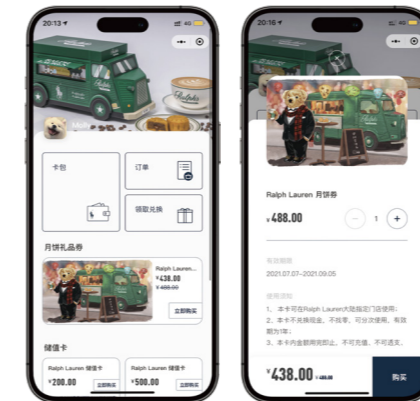 20:13
4G
Ralph's
卡包
订单
领取兑换
月饼礼品券
Ralph Lauren...
¥438.00
¥488.00
立即购买
储值卡
Ralph Lauren 储值卡
¥200.00
立即购买
Ralph Lauren 储值卡
¥500.00
立即购买
20:16
4G
Ralph Lauren 月饼券
¥488.00
1
有效期限
2021.07.07-2021.09.05
使用须知
1、本卡可在Ralph Lauren大陆指定门店使用;
2、本卡不兑换现金、不找零、可分次使用、有效
期为1年;
3、本卡内金额用完即止、不可充值、不可透支。
¥438.00
¥488.00
购买